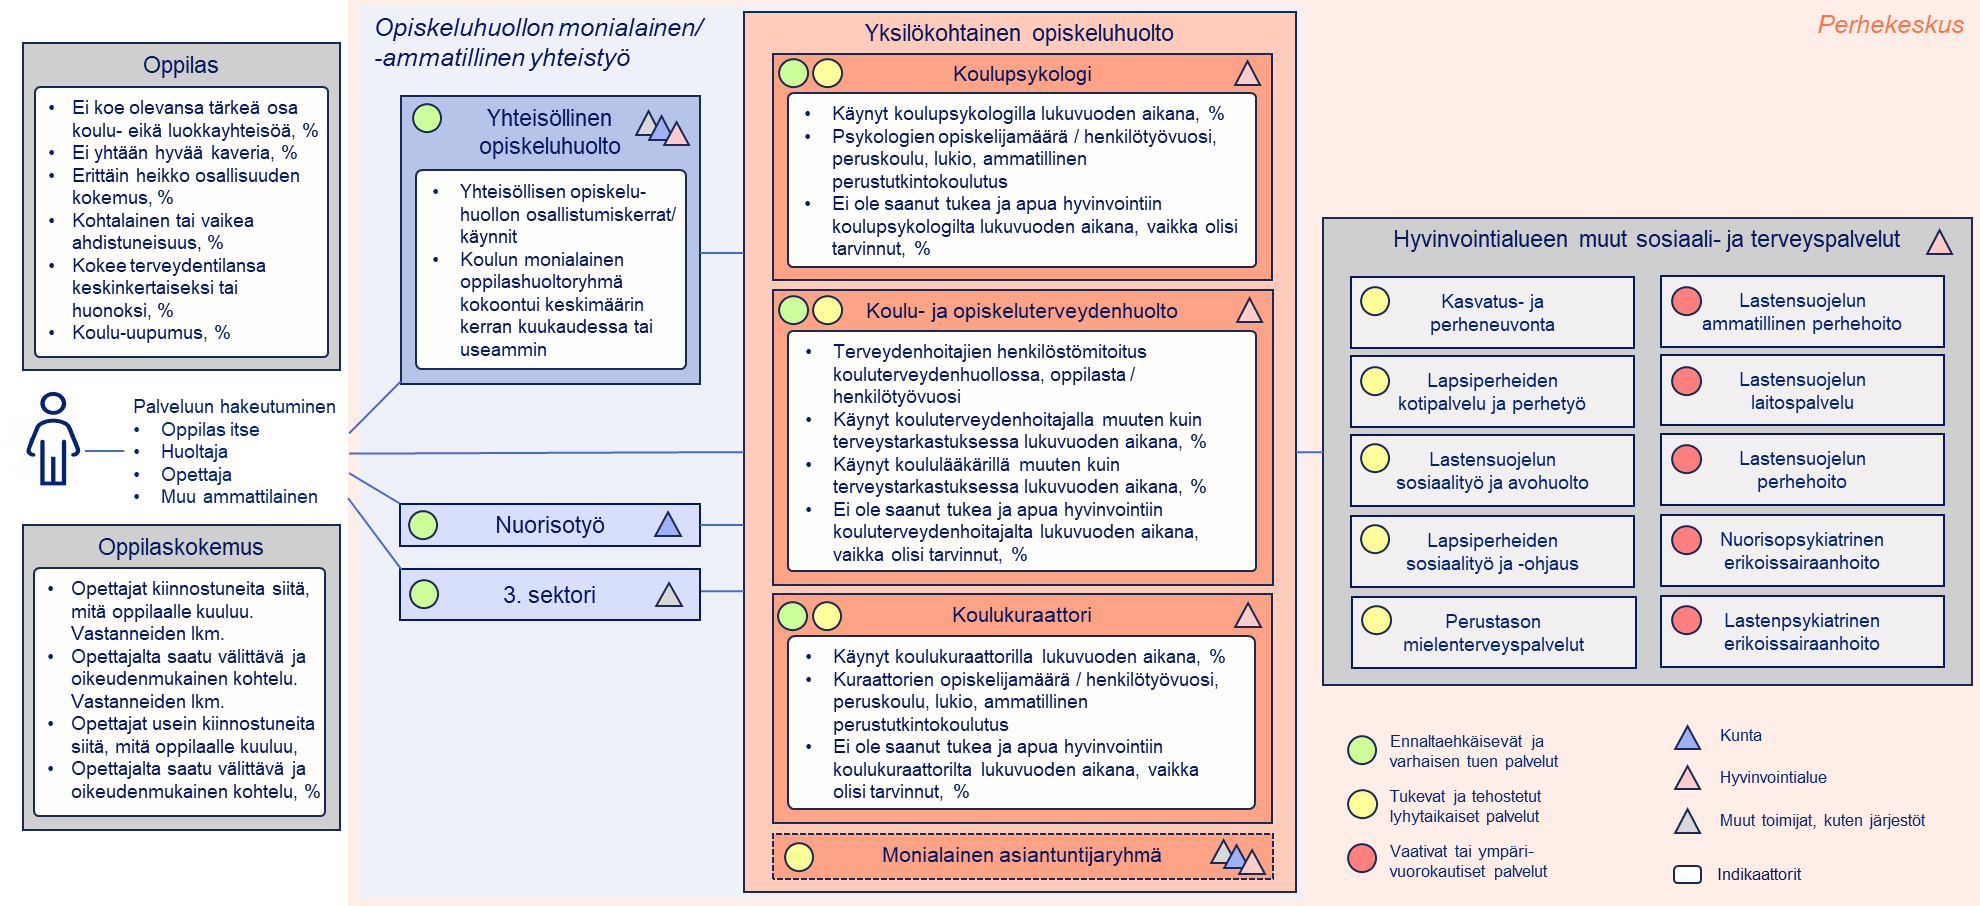 Oppilas
• Ei koe olevansa tärkeä osa
koulu- eikä luokkayhteisöä, %
• Ei yhtään hyvää kaveria, %
• Erittäin heikko osallisuuden
kokemus, %
• Kohtalainen tai vaikea
ahdistuneisuus, %
• Kokee terveydentilansa
keskinkertaiseksi tai
huonoksi, %
• Koulu-uupumus, %
Palveluun hakeutuminen
• Oppilas itse
• Huoltaja
• Opettaja
• Muu ammattilainen
Oppilaskokemus
• Opettajat kiinnostuneita siitä,
mitä oppilaalle kuuluu.
Vastanneiden lkm.
• Opettajalta saatu välittävä ja
oikeudenmukainen kohtelu.
Vastanneiden lkm.
• Opettajat usein kiinnostuneita
siitä, mitä oppilaalle kuuluu,
• Opettajalta saatu välittävä ja
oikeudenmukainen kohtelu, %
Opiskeluhuollon monialainen/
-ammatillinen yhteistyö
Yhteisöllinen
opiskeluhuolto
• Yhteisöllisen opiskelu-
huollon osallistumiskerrat/
käynnit
• Koulun monialainen
oppilashuoltoryhmä
kokoontui keskimäärin
kerran kuukaudessa tai
useammin
Nuorisotyö
3. sektori
Yksilökohtainen opiskeluhuolto
Koulupsykologi
• Käynyt koulupsykologilla lukuvuoden aikana, %
• Psykologien opiskelijamäärä / henkilötyövuosi,
peruskoulu, lukio, ammatillinen
perustutkintokoulutus
• Ei ole saanut tukea ja apua hyvinvointiin
koulupsykologilta lukuvuoden aikana, vaikka olisi
tarvinnut, %
Koulu- ja opiskeluterveydenhuolto
• Terveydenhoitajien henkilöstömitoitus
kouluterveydenhuollossa, oppilasta /
henkilötyövuosi
• Käynyt kouluterveydenhoitajalla muuten kuin
terveystarkastuksessa lukuvuoden aikana, %
• Käynyt koululääkärillä muuten kuin
terveystarkastuksessa lukuvuoden aikana, %
• Ei ole saanut tukea ja apua hyvinvointiin
kouluterveydenhoitajalta lukuvuoden aikana,
vaikka olisi tarvinnut, %
Koulukuraattori
• Käynyt koulukuraattorilla lukuvuoden aikana, %
• Kuraattorien opiskelijamäärä / henkilötyövuosi,
peruskoulu, lukio, ammatillinen
perustutkintokoulutus
• Ei ole saanut tukea ja apua hyvinvointiin
koulukuraattorilta lukuvuoden aikana, vaikka
olisi tarvinnut, %
Monialainen asiantuntijaryhmä
Perhekeskus
Hyvinvointialueen muut sosiaali- ja terveyspalvelut
Kasvatus- ja
perheneuvonta
Lapsiperheiden
kotipalvelu ja perhetyö
Lastensuojelun
sosiaalityö ja avohuolto
Lapsiperheiden
sosiaalityö ja -ohjaus
Perustason
mielenterveyspalvelut
Lastensuojelun
ammatillinen perhehoito
Lastensuojelun
laitospalvelu
Lastensuojelun
perhehoito
Nuorisopsykiatrinen
erikoissairaanhoito
Lastenpsykiatrinen
erikoissairaanhoito
Ennaltaehkäisevät ja
varhaisen tuen palvelut
Tukevat ja tehostetut
lyhytaikaiset palvelut
Vaativat tai ympäri-
vuorokautiset palvelut
Kunta
Hyvinvointialue
Muut toimijat, kuten järjestöt
Indikaattorit